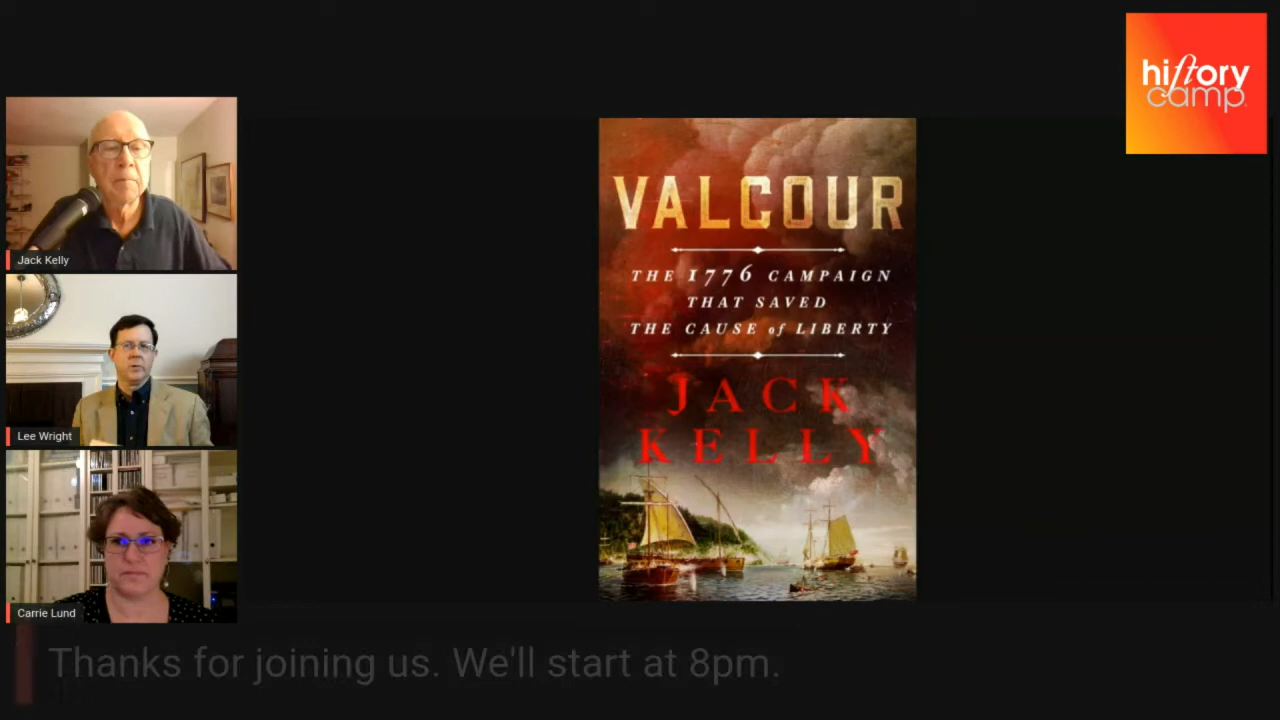 hiſtory
camp
VALCOUR
THE 1776 CAMPAIGN
THAT SAVED
THE CAUSE of LIBERTY
JACK
KELLY
Jack Kelly
Lee Wright
Carrie Lund
Thanks for joining us. We'll start at 8pm.